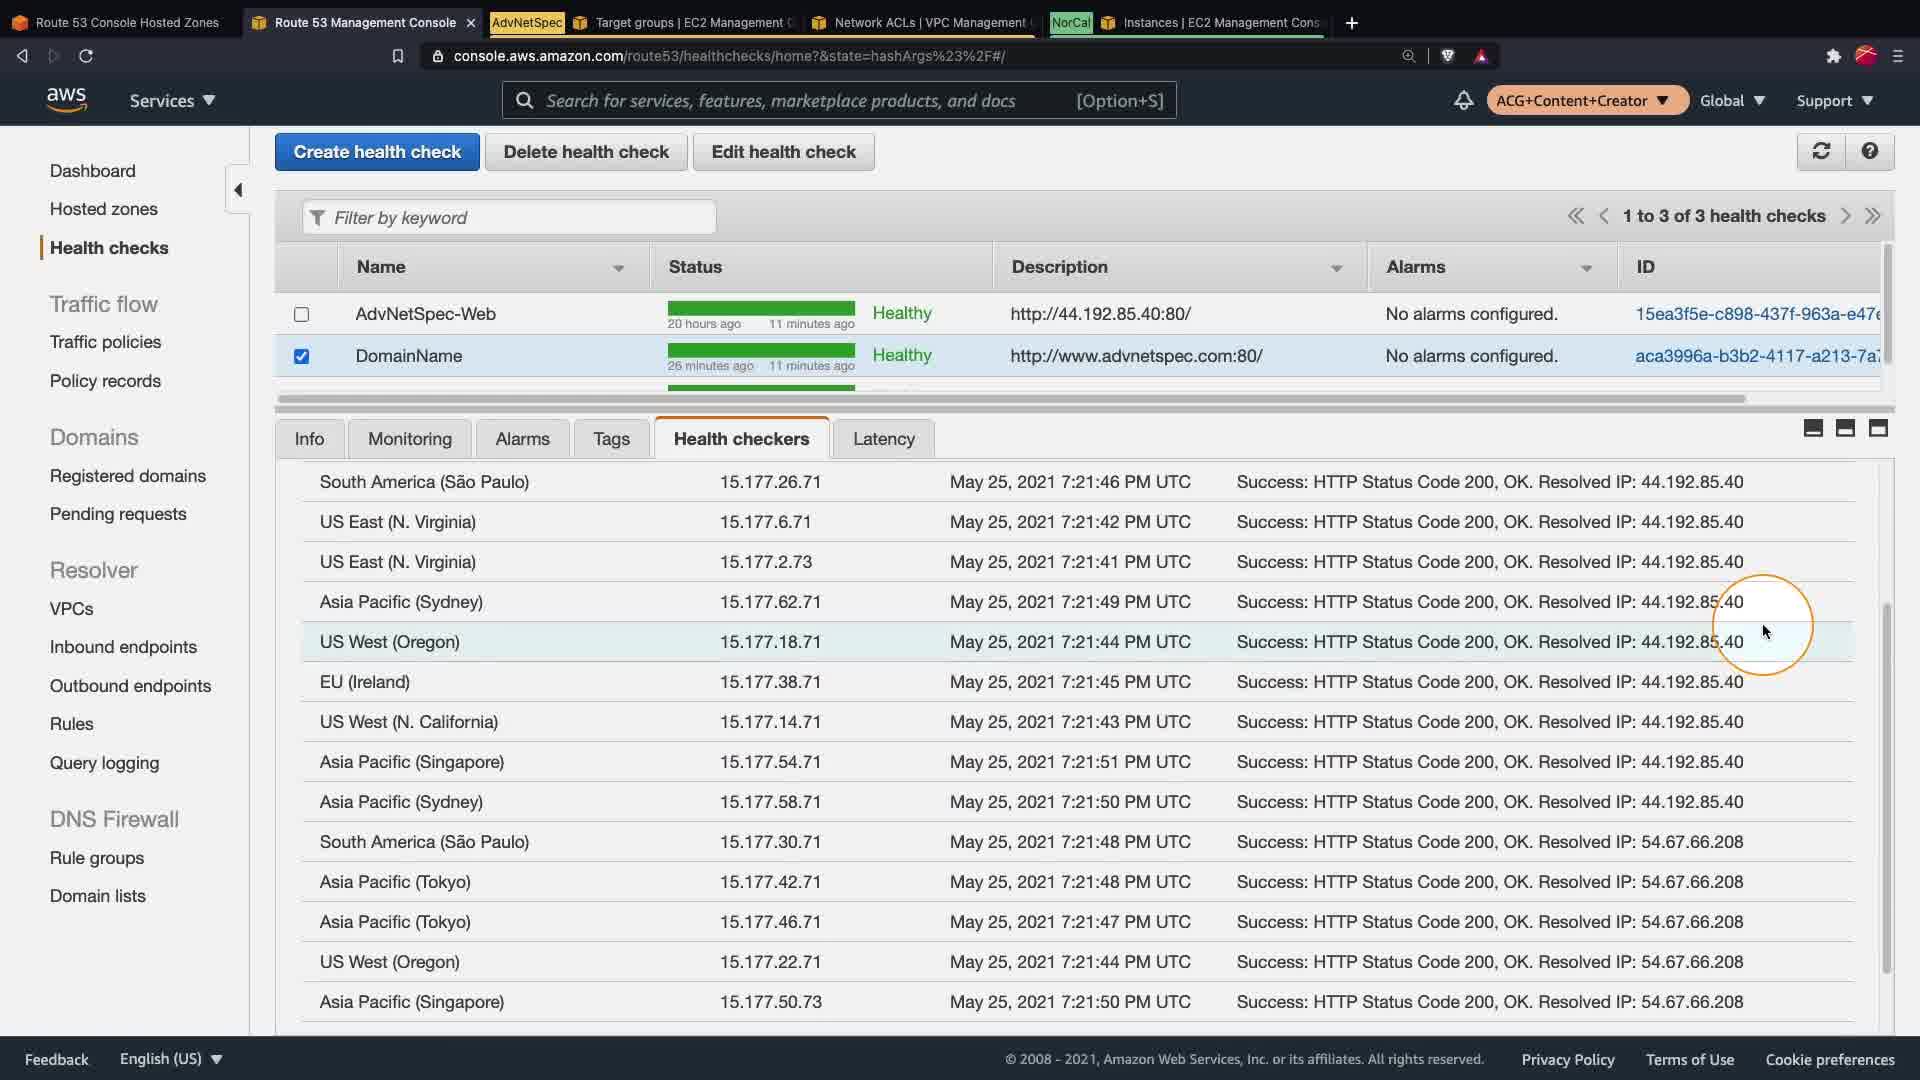 Route 53 Console Hosted Zones
Route 53 Management Console
AdvNetSpec
Target groups | EC2 Management C
Network ACLs | VPC Management
NorCal
Instances | EC2 Management Cons
console.aws.amazon.com/route53/healthchecks/home?&state=hashArgs%23%2F#/
aws
Services
Search for services, features, marketplace products, and docs
[Option+S]
ACG+Content+Creator
Global
Support
Dashboard
Hosted zones
Health checks
Traffic flow
Traffic policies
Policy records
Domains
Registered domains
Pending requests
Resolver
VPCs
Inbound endpoints
Outbound endpoints
Rules
Query logging
DNS Firewall
Rule groups
Domain lists
Create health check
Delete health check
Edit health check
Filter by keyword
1 to 3 of 3 health checks
Name Status Description Alarms ID
AdvNetSpec-Web Healthy http://44.192.85.40:80/ No alarms configured. 15ea3f5e-c898-437f-963a-e47e
20 hours ago 11 minutes ago
DomainName Healthy http://www.advnetspec.com:80/ No alarms configured. aca3996a-b3b2-4117-a213-7a7
26 minutes ago 11 minutes ago
Info Monitoring Alarms Tags Health checkers Latency
South America (São Paulo) 15.177.26.71 May 25, 2021 7:21:46 PM UTC Success: HTTP Status Code 200, OK. Resolved IP: 44.192.85.40
US East (N. Virginia) 15.177.6.71 May 25, 2021 7:21:42 PM UTC Success: HTTP Status Code 200, OK. Resolved IP: 44.192.85.40
US East (N. Virginia) 15.177.2.73 May 25, 2021 7:21:41 PM UTC Success: HTTP Status Code 200, OK. Resolved IP: 44.192.85.40
Asia Pacific (Sydney) 15.177.62.71 May 25, 2021 7:21:49 PM UTC Success: HTTP Status Code 200, OK. Resolved IP: 44.192.85.40
US West (Oregon) 15.177.18.71 May 25, 2021 7:21:44 PM UTC Success: HTTP Status Code 200, OK. Resolved IP: 44.192.85.40
EU (Ireland) 15.177.38.71 May 25, 2021 7:21:45 PM UTC Success: HTTP Status Code 200, OK. Resolved IP: 44.192.85.40
US West (N. California) 15.177.14.71 May 25, 2021 7:21:43 PM UTC Success: HTTP Status Code 200, OK. Resolved IP: 44.192.85.40
Asia Pacific (Singapore) 15.177.54.71 May 25, 2021 7:21:51 PM UTC Success: HTTP Status Code 200, OK. Resolved IP: 44.192.85.40
Asia Pacific (Sydney) 15.177.58.71 May 25, 2021 7:21:50 PM UTC Success: HTTP Status Code 200, OK. Resolved IP: 44.192.85.40
South America (São Paulo) 15.177.30.71 May 25, 2021 7:21:48 PM UTC Success: HTTP Status Code 200, OK. Resolved IP: 54.67.66.208
Asia Pacific (Tokyo) 15.177.42.71 May 25, 2021 7:21:48 PM UTC Success: HTTP Status Code 200, OK. Resolved IP: 54.67.66.208
Asia Pacific (Tokyo) 15.177.46.71 May 25, 2021 7:21:47 PM UTC Success: HTTP Status Code 200, OK. Resolved IP: 54.67.66.208
US West (Oregon) 15.177.22.71 May 25, 2021 7:21:44 PM UTC Success: HTTP Status Code 200, OK. Resolved IP: 54.67.66.208
Asia Pacific (Singapore) 15.177.50.73 May 25, 2021 7:21:50 PM UTC Success: HTTP Status Code 200, OK. Resolved IP: 54.67.66.208
Feedback English (US) © 2008 - 2021, Amazon Web Services, Inc. or its affiliates. All rights reserved. Privacy Policy Terms of Use Cookie preferences